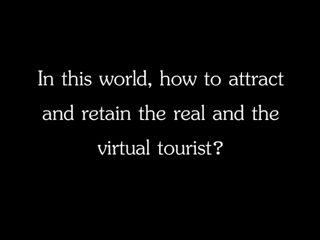 In this world, how to attract
and retain the real and the
virtual tourist?